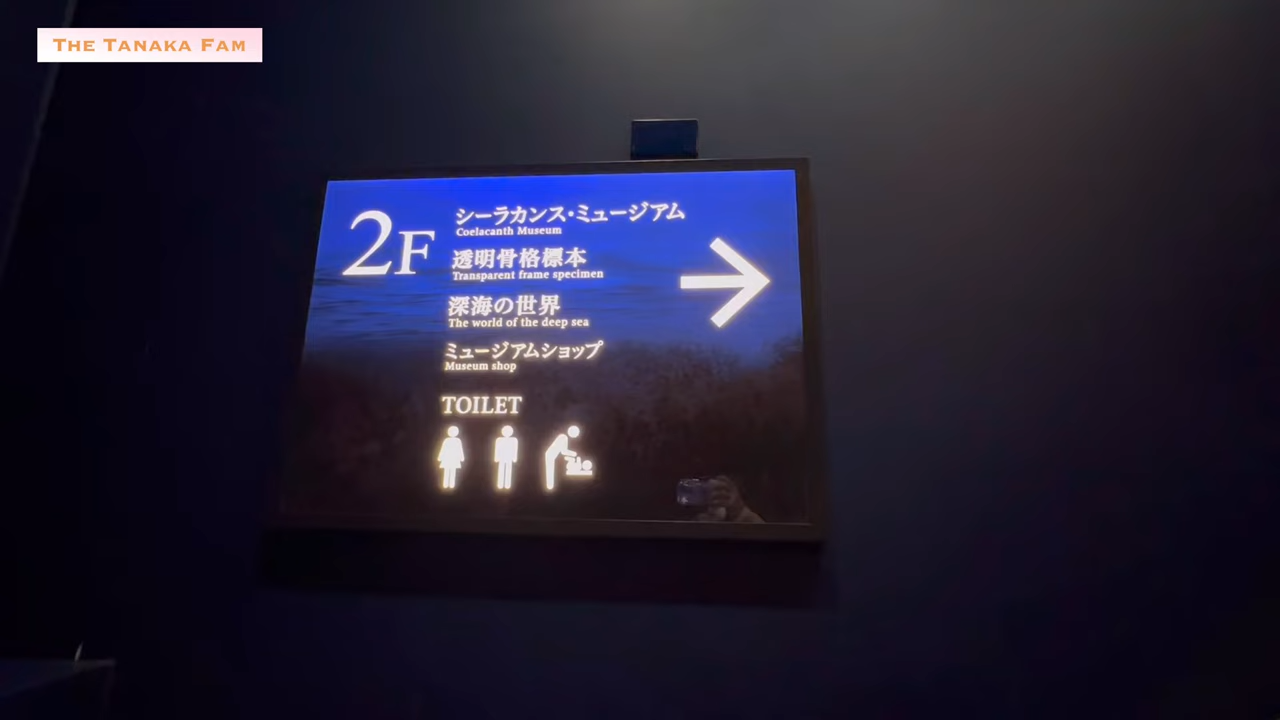 The Tanaka Fam
2F
シーラカンス・ミュージアム
Coelacanth Museum
透明骨格標本
Transparent frame specimen
深海の世界
The world of the deep sea
ミュージアムショップ
Museum shop
TOILET